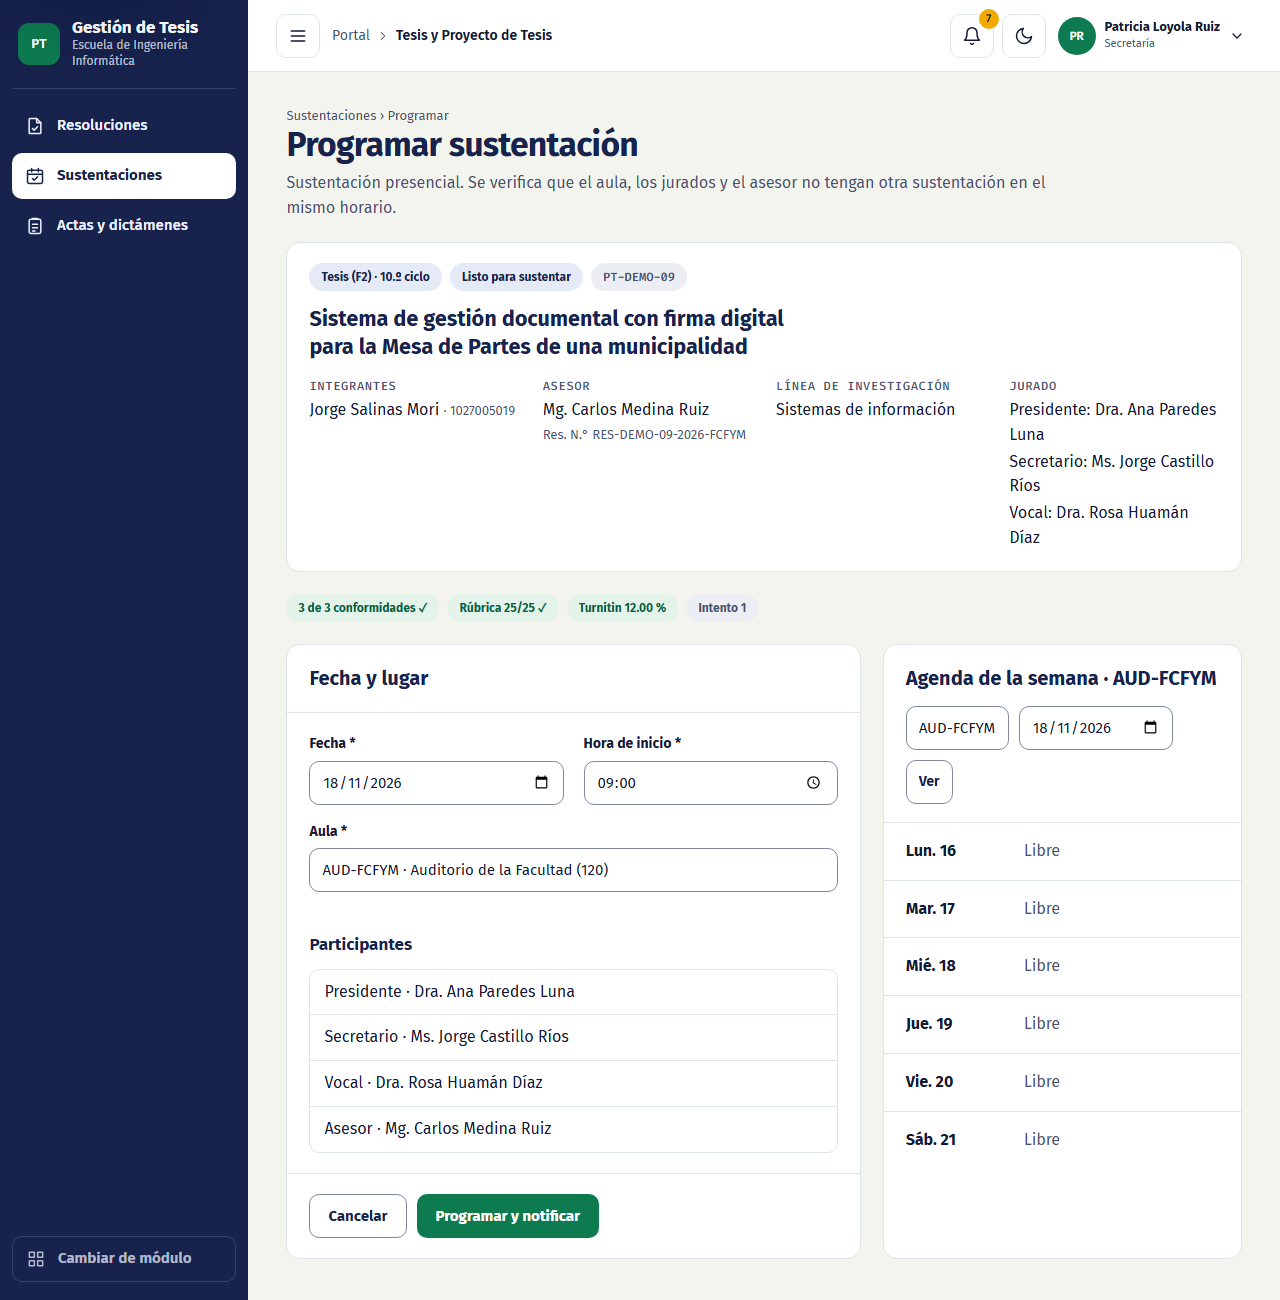 PT
Gestión de Tesis
Escuela de Ingeniería
Informática
Resoluciones
Sustentaciones
Actas y dictámenes
Cambiar de módulo
Portal › Tesis y Proyecto de Tesis
7
PR
Patricia Loyola Ruiz
Secretaría
Sustentaciones › Programar
Programar sustentación
Sustentación presencial. Se verifica que el aula, los jurados y el asesor no tengan otra sustentación en el
mismo horario.
Tesis (F2) · 10.º ciclo
Listo para sustentar
PT-DEMO-09
Sistema de gestión documental con firma digital
para la Mesa de Partes de una municipalidad
INTEGRANTES
Jorge Salinas Mori · 1027005019
ASESOR
Mg. Carlos Medina Ruiz
Res. N.° RES-DEMO-09-2026-FCFYM
LÍNEA DE INVESTIGACIÓN
Sistemas de información
JURADO
Presidente: Dra. Ana Paredes
Luna
Secretario: Ms. Jorge Castillo
Ríos
Vocal: Dra. Rosa Huamán
Díaz
3 de 3 conformidades ✓
Rúbrica 25/25 ✓
Turnitin 12.00 %
Intento 1
Fecha y lugar
Fecha *
18/11/2026
Hora de inicio *
09:00
Aula *
AUD-FCFYM · Auditorio de la Facultad (120)
Participantes
Presidente · Dra. Ana Paredes Luna
Secretario · Ms. Jorge Castillo Ríos
Vocal · Dra. Rosa Huamán Díaz
Asesor · Mg. Carlos Medina Ruiz
Cancelar
Programar y notificar
Agenda de la semana · AUD-FCFYM
AUD-FCFYM
18/11/2026
Ver
Lun. 16 Libre
Mar. 17 Libre
Mié. 18 Libre
Jue. 19 Libre
Vie. 20 Libre
Sáb. 21 Libre